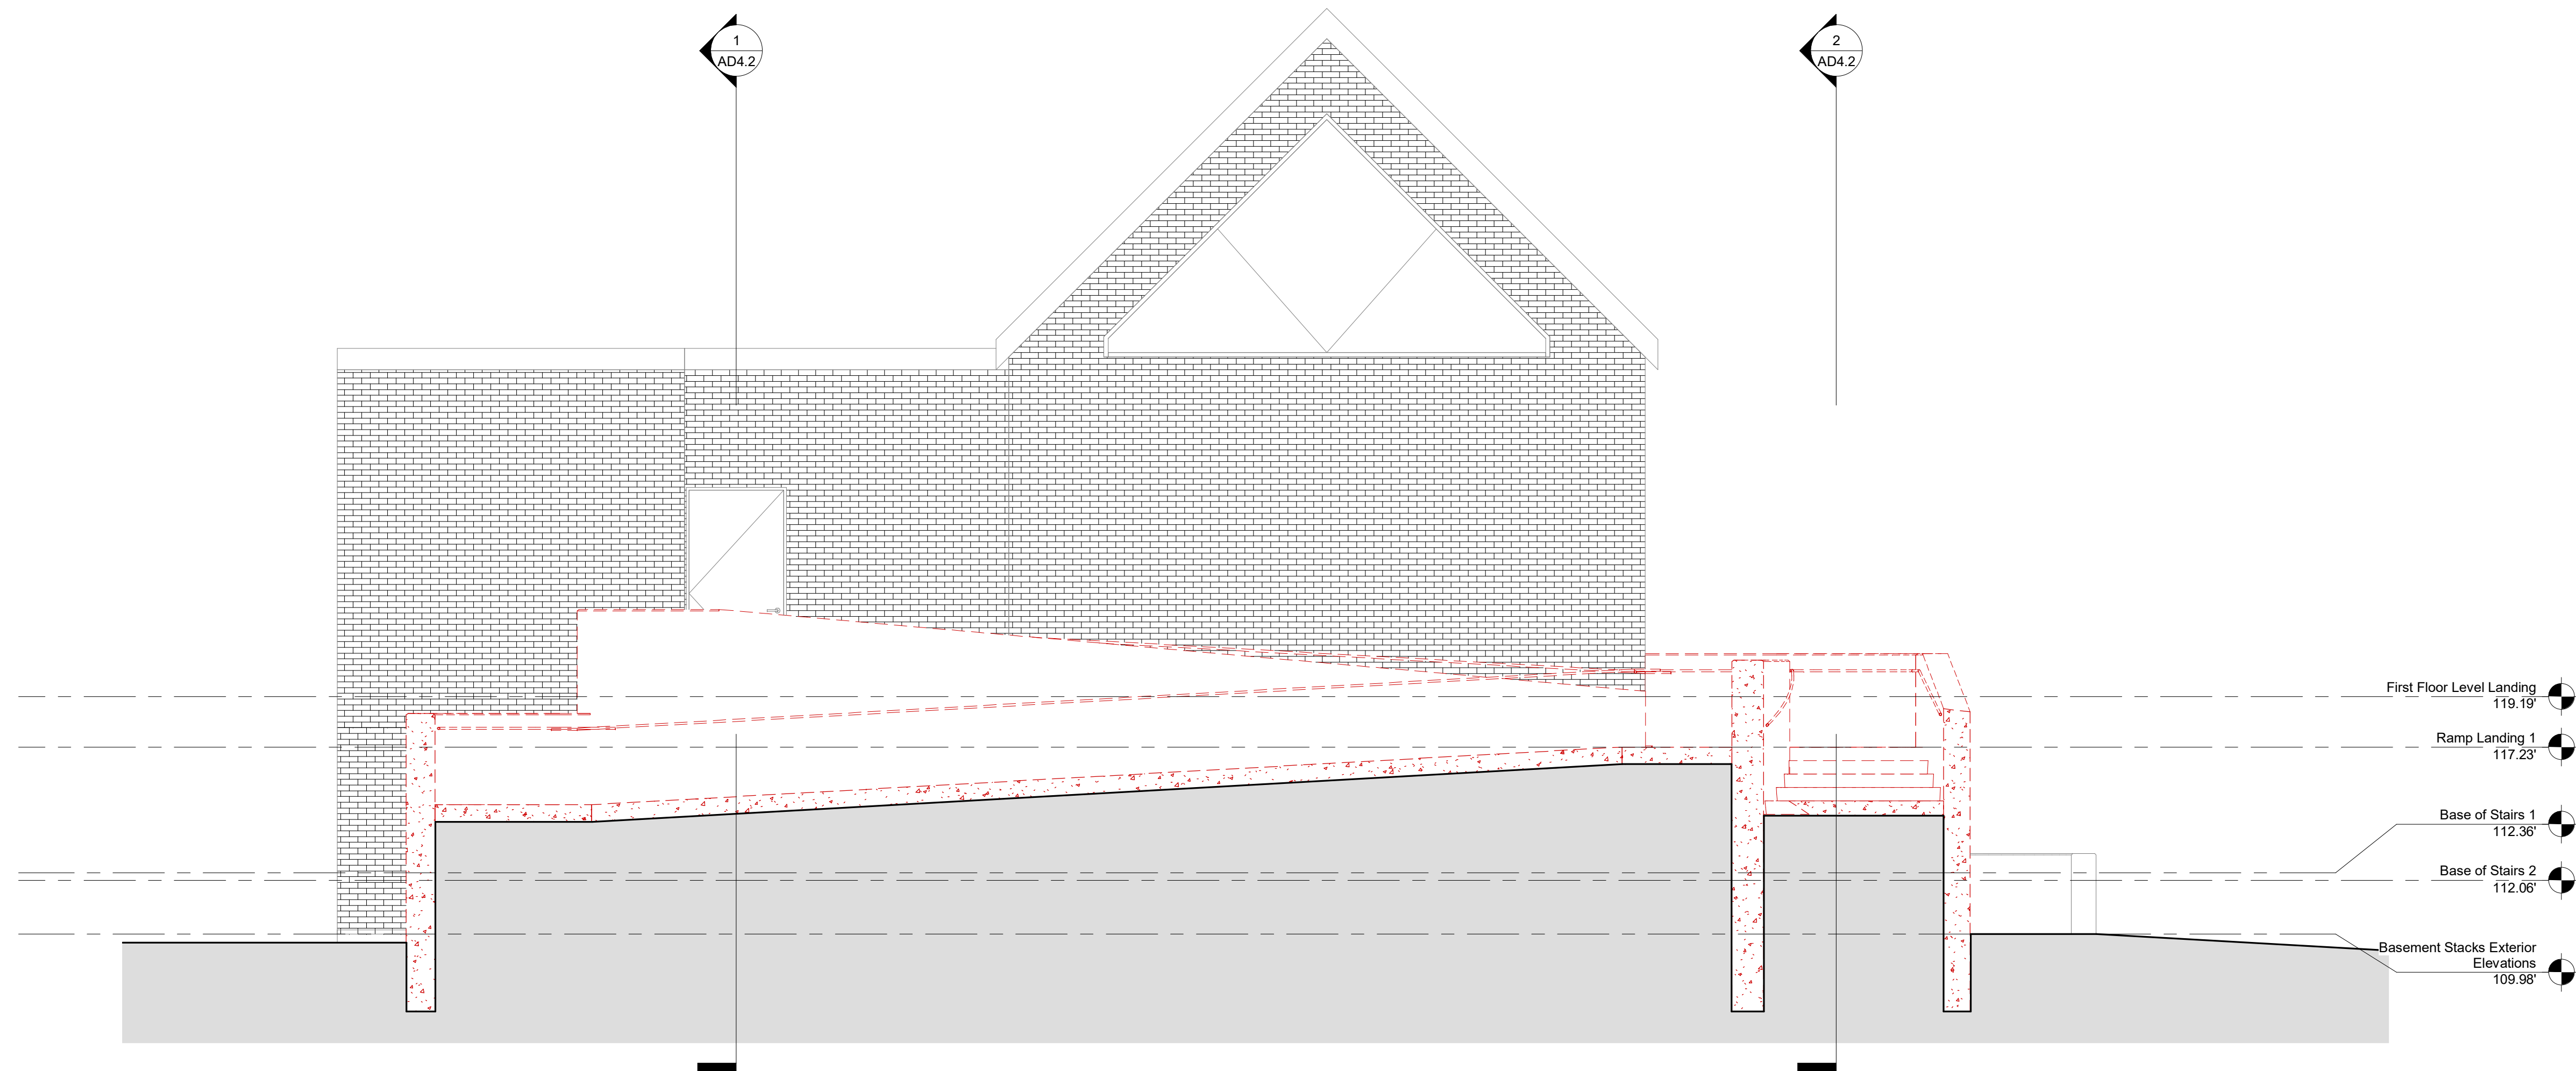 1
AD4.2
2
AD4.2
First Floor Level Landing
119.19'
Ramp Landing 1
117.23'
Base of Stairs 1
112.36'
Base of Stairs 2
112.06'
Basement Stacks Exterior
Elevations
109.98'